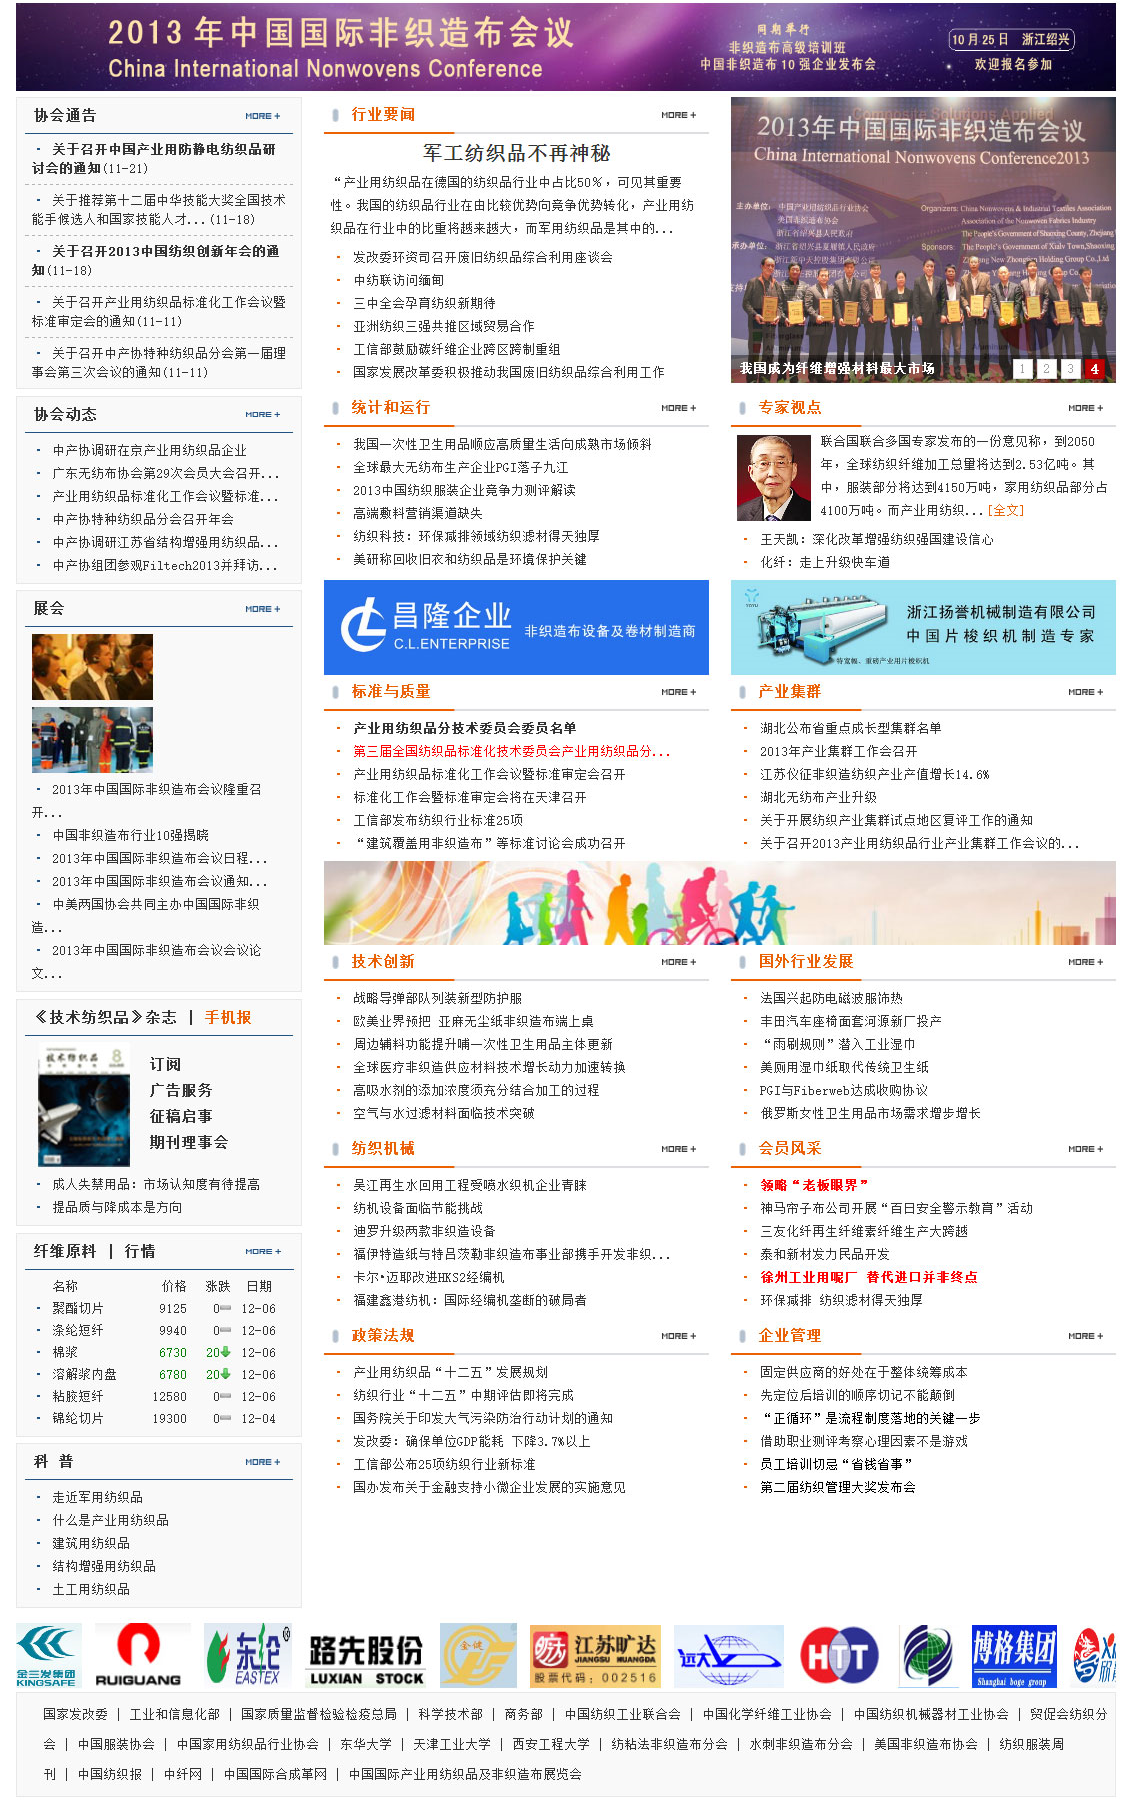 2013年中国国际非织造布会议
China International Nonwovens Conference
同期举行
非织造布高级培训班
中国非织造布10强企业发布会
10月25日 浙江绍兴
欢迎报名参加
协会通告 MORE+
· 关于召开中国产业用防静电纺织品研
讨会的通知(11-21)
· 关于推荐第十二届中华技能大奖全国技术
能手候选人和国家技能人才...(11-18)
· 关于召开2013中国纺织创新年会的通
知(11-18)
· 关于召开产业用纺织品标准化工作会议暨
标准审定会的通知(11-11)
· 关于召开中产协特种纺织品分会第一届理
事会第三次会议的通知(11-11)
协会动态 MORE+
· 中产协调研在京产业用纺织品企业
· 广东无纺布协会第29次会员大会召开...
· 产业用纺织品标准化工作会议暨标准...
· 中产协特种纺织品分会召开年会
· 中产协调研江苏省结构增强用纺织品...
· 中产协组团参观Filtech2013并拜访...
展会 MORE+
· 2013年中国国际非织造布会议隆重召
开...
· 中国非织造布行业10强揭晓
· 2013年中国国际非织造布会议日程...
· 2013年中国国际非织造布会议通知...
· 中美两国协会共同主办中国国际非织
造...
· 2013年中国国际非织造布会议会议论
文...
《技术纺织品》杂志 | 手机报
技术纺织品 8
订阅
广告服务
征稿启事
期刊理事会
· 成人失禁用品：市场认知度有待提高
· 提品质与降成本是方向
纤维原料 | 行情 MORE+
名称 价格 涨跌 日期
· 聚酯切片 9125 0 12-06
· 涤纶短纤 9940 0 12-06
· 棉浆 6730 20 12-06
· 溶解浆内盘 6780 20 12-06
· 粘胶短纤 12580 0 12-06
· 锦纶切片 19300 0 12-04
科 普 MORE+
· 走近军用纺织品
· 什么是产业用纺织品
· 建筑用纺织品
· 结构增强用纺织品
· 土工用纺织品
行业要闻 MORE+
军工纺织品不再神秘
“产业用纺织品在德国的纺织品行业中占比50％，可见其重要
性。我国的纺织品行业在由比较优势向竞争优势转化，产业用纺
织品在行业中的比重将越来越大，而军用纺织品是其中的...
· 发改委环资司召开废旧纺织品综合利用座谈会
· 中纺联访问缅甸
· 三中全会孕育纺织新期待
· 亚洲纺织三强共推区域贸易合作
· 工信部鼓励碳纤维企业跨区跨制重组
· 国家发展改革委积极推动我国废旧纺织品综合利用工作
2013年中国国际非织造布会议
China International Nonwovens Conference2013
主办单位：中国产业用纺织品行业协会
美国非织造布协会
浙江省绍兴县人民政府
承办单位：浙江省绍兴县夏履镇人民政府
Organizers: China Nonwovens & Industrial Textiles Association
Association of the Nonwoven Fabrics Industry
The People's Government of Shaoxing County, Zhejiang
Sponsors: The People's Government of Xialv Town,Shaoxing
我国成为纤维增强材料最大市场 1 2 3 4
统计和运行 MORE+
· 我国一次性卫生用品顺应高质量生活向成熟市场倾斜
· 全球最大无纺布生产企业PGI落子九江
· 2013中国纺织服装企业竞争力测评解读
· 高端敷料营销渠道缺失
· 纺织科技：环保减排领域纺织滤材得天独厚
· 美研称回收旧衣和纺织品是环境保护关键
专家视点 MORE+
联合国联合多国专家发布的一份意见称，到2050
年，全球纺织纤维加工总量将达到2.53亿吨。其
中，服装部分将达到4150万吨，家用纺织品部分占
4100万吨。而产业用纺织...[全文]
· 王天凯：深化改革增强纺织强国建设信心
· 化纤：走上升级快车道
昌隆企业
C.L.ENTERPRISE
非织造布设备及卷材制造商
YOYU
浙江扬誉机械制造有限公司
中国片梭织机制造专家
特宽幅、重磅产业用片梭织机
标准与质量 MORE+
· 产业用纺织品分技术委员会委员名单
· 第三届全国纺织品标准化技术委员会产业用纺织品分...
· 产业用纺织品标准化工作会议暨标准审定会召开
· 标准化工作会暨标准审定会将在天津召开
· 工信部发布纺织行业标准25项
· “建筑覆盖用非织造布”等标准讨论会成功召开
产业集群 MORE+
· 湖北公布省重点成长型集群名单
· 2013年产业集群工作会召开
· 江苏仪征非织造纺织产业产值增长14.6%
· 湖北无纺布产业升级
· 关于开展纺织产业集群试点地区复评工作的通知
· 关于召开2013产业用纺织品行业产业集群工作会议的...
技术创新 MORE+
· 战略导弹部队列装新型防护服
· 欧美业界预把 亚麻无尘纸非织造布端上桌
· 周边辅料功能提升哺一次性卫生用品主体更新
· 全球医疗非织造供应材料技术增长动力加速转换
· 高吸水剂的添加浓度须充分结合加工的过程
· 空气与水过滤材料面临技术突破
国外行业发展 MORE+
· 法国兴起防电磁波服饰热
· 丰田汽车座椅面套河源新厂投产
· “雨刷规则”潜入工业湿巾
· 美厕用湿巾纸取代传统卫生纸
· PGI与Fiberweb达成收购协议
· 俄罗斯女性卫生用品市场需求增步增长
纺织机械 MORE+
· 吴江再生水回用工程受喷水织机企业青睐
· 纺机设备面临节能挑战
· 迪罗升级两款非织造设备
· 福伊特造纸与特吕茨勒非织造布事业部携手开发非织...
· 卡尔•迈耶改进HKS2经编机
· 福建鑫港纺机：国际经编机垄断的破局者
会员风采 MORE+
· 领略“老板眼界”
· 神马帘子布公司开展“百日安全警示教育”活动
· 三友化纤再生纤维素纤维生产大跨越
· 泰和新材发力民品开发
· 徐州工业用呢厂 替代进口并非终点
· 环保减排 纺织滤材得天独厚
政策法规 MORE+
· 产业用纺织品“十二五”发展规划
· 纺织行业“十二五”中期评估即将完成
· 国务院关于印发大气污染防治行动计划的通知
· 发改委：确保单位GDP能耗 下降3.7%以上
· 工信部公布25项纺织行业新标准
· 国办发布关于金融支持小微企业发展的实施意见
企业管理 MORE+
· 固定供应商的好处在于整体统筹成本
· 先定位后培训的顺序切记不能颠倒
· “正循环”是流程制度落地的关键一步
· 借助职业测评考察心理因素不是游戏
· 员工培训切忌“省钱省事”
· 第二届纺织管理大奖发布会
金三发集团
KINGSAFE
RUIGUANG
东纶
EASTEX
路先股份
LUXIAN STOCK
金健
旷达
江苏旷达
JIANGSU KUANGDA
股票代码：002516
远大
HTT
博格集团
Shanghai boge group
欣龙
国家发改委 | 工业和信息化部 | 国家质量监督检验检疫总局 | 科学技术部 | 商务部 | 中国纺织工业联合会 | 中国化学纤维工业协会 | 中国纺织机械器材工业协会 | 贸促会纺织分
会 | 中国服装协会 | 中国家用纺织品行业协会 | 东华大学 | 天津工业大学 | 西安工程大学 | 纺粘法非织造布分会 | 水刺非织造布分会 | 美国非织造布协会 | 纺织服装周
刊 | 中国纺织报 | 中纤网 | 中国国际合成革网 | 中国国际产业用纺织品及非织造布展览会